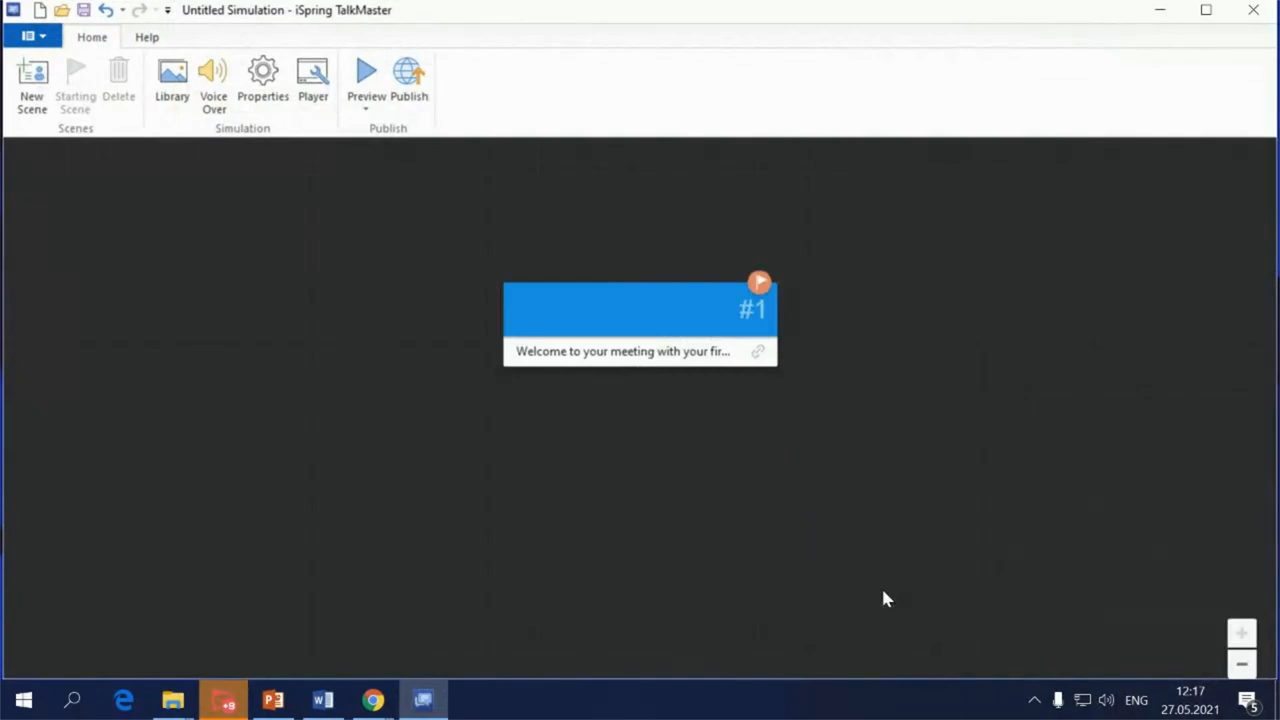 Untitled Simulation - iSpring TalkMaster
Home Help
New Scene
Starting Scene
Delete
Library
Voice Over
Properties
Player
Preview
Publish
Scenes
Simulation
Publish
#1
Welcome to your meeting with your fir...
+9
ENG
12:17
27.05.2021
5